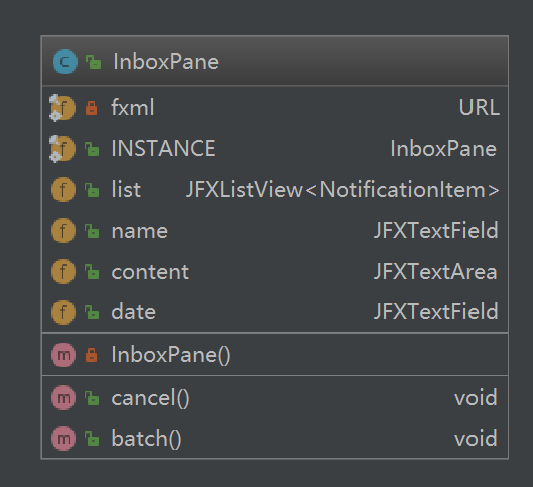 C InboxPane
f fxml URL
f INSTANCE InboxPane
f list JFXListView<NotificationItem>
f name JFXTextField
f content JFXTextArea
f date JFXTextField
m InboxPane()
m cancel() void
m batch() void